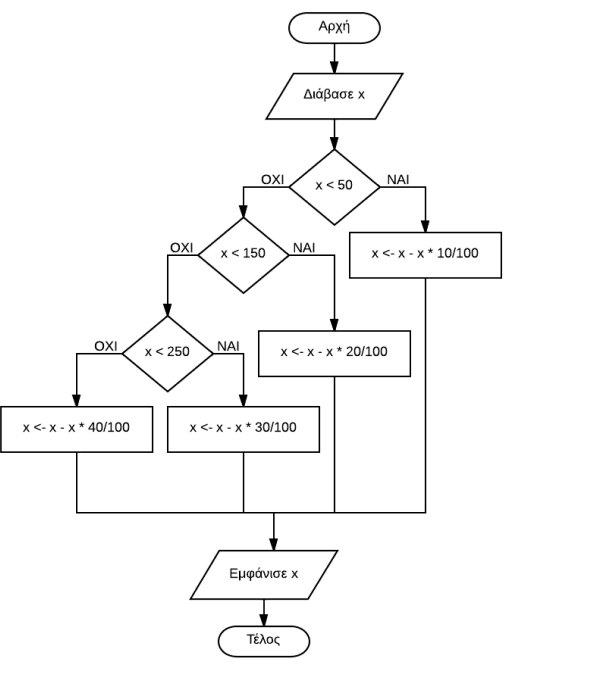 Αρχή
Διάβασε x
x < 50
ΟΧΙ
ΝΑΙ
x <- x - x * 10/100
x < 150
ΟΧΙ
ΝΑΙ
x <- x - x * 20/100
x < 250
ΟΧΙ
ΝΑΙ
x <- x - x * 40/100
x <- x - x * 30/100
Εμφάνισε x
Τέλος